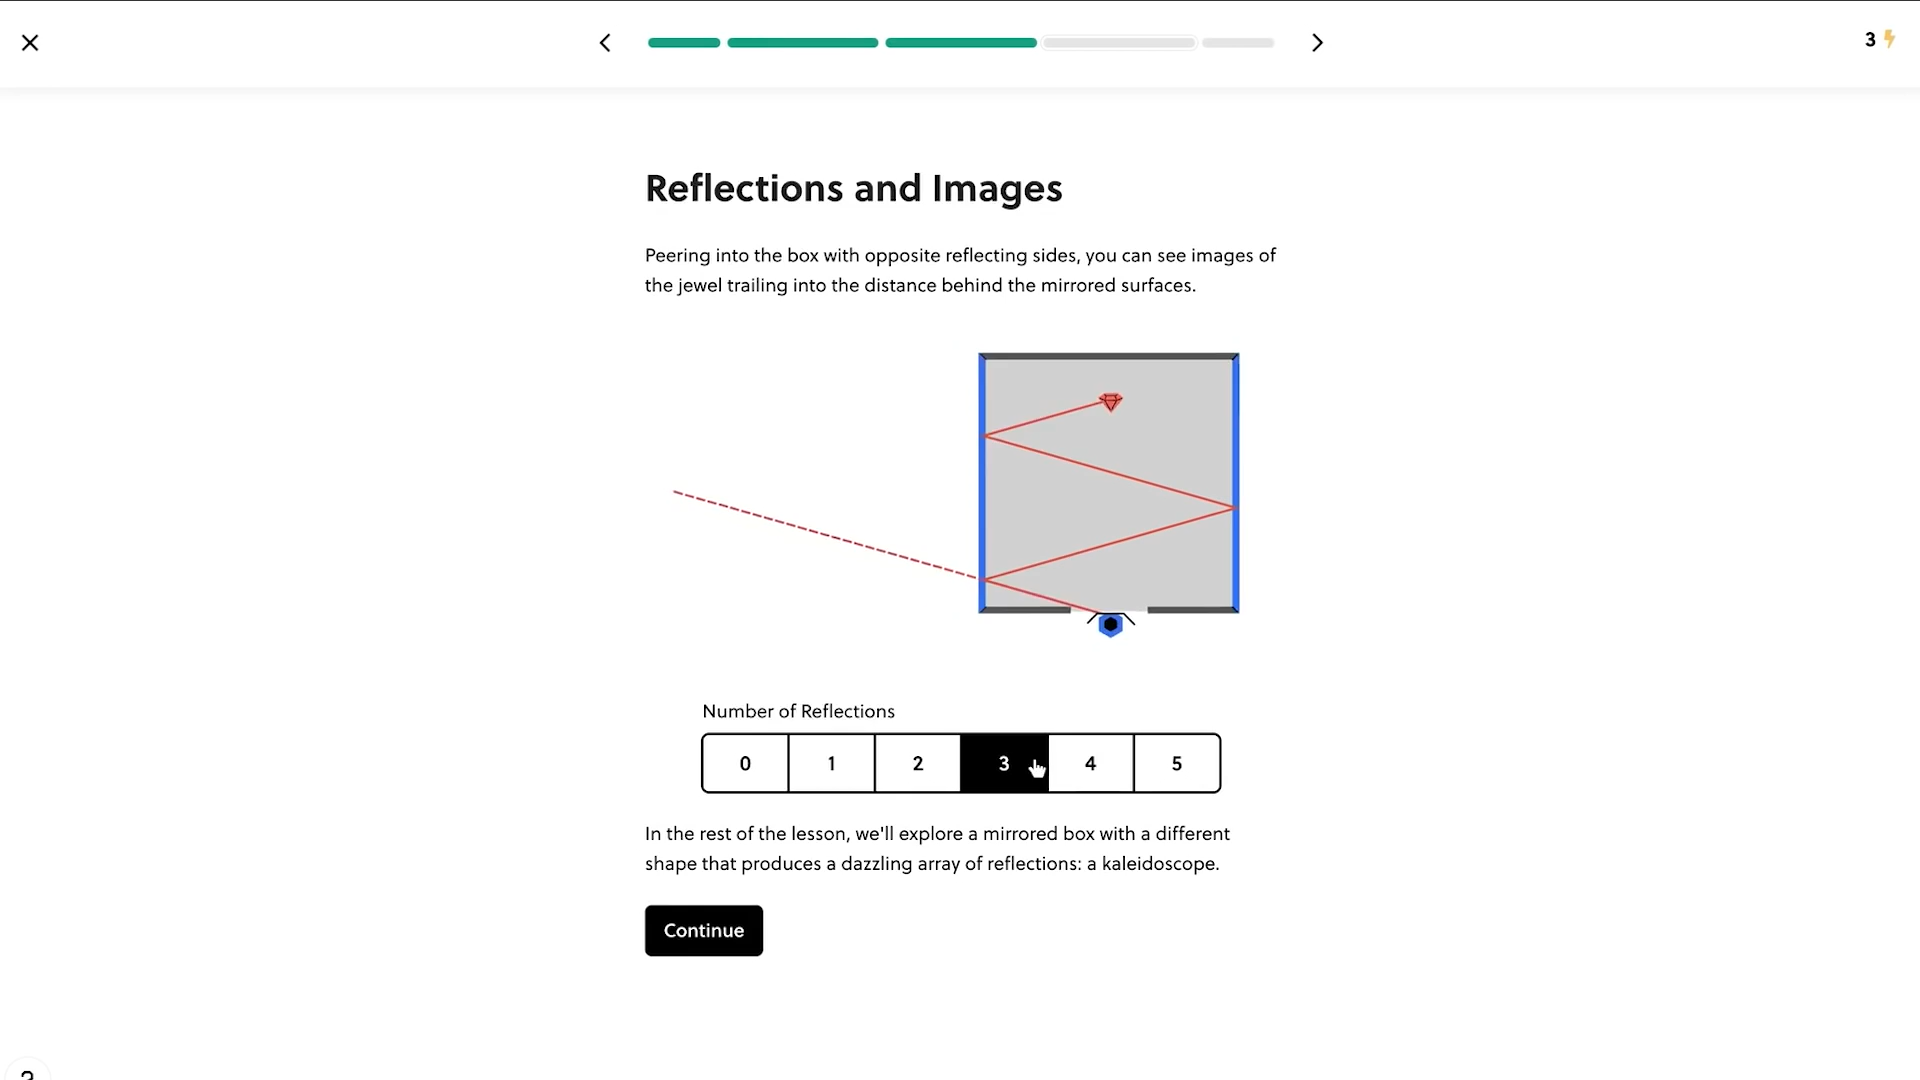 3
Reflections and Images
Peering into the box with opposite reflecting sides, you can see images of
the jewel trailing into the distance behind the mirrored surfaces.
Number of Reflections
0 1 2 3 4 5
In the rest of the lesson, we'll explore a mirrored box with a different
shape that produces a dazzling array of reflections: a kaleidoscope.
Continue